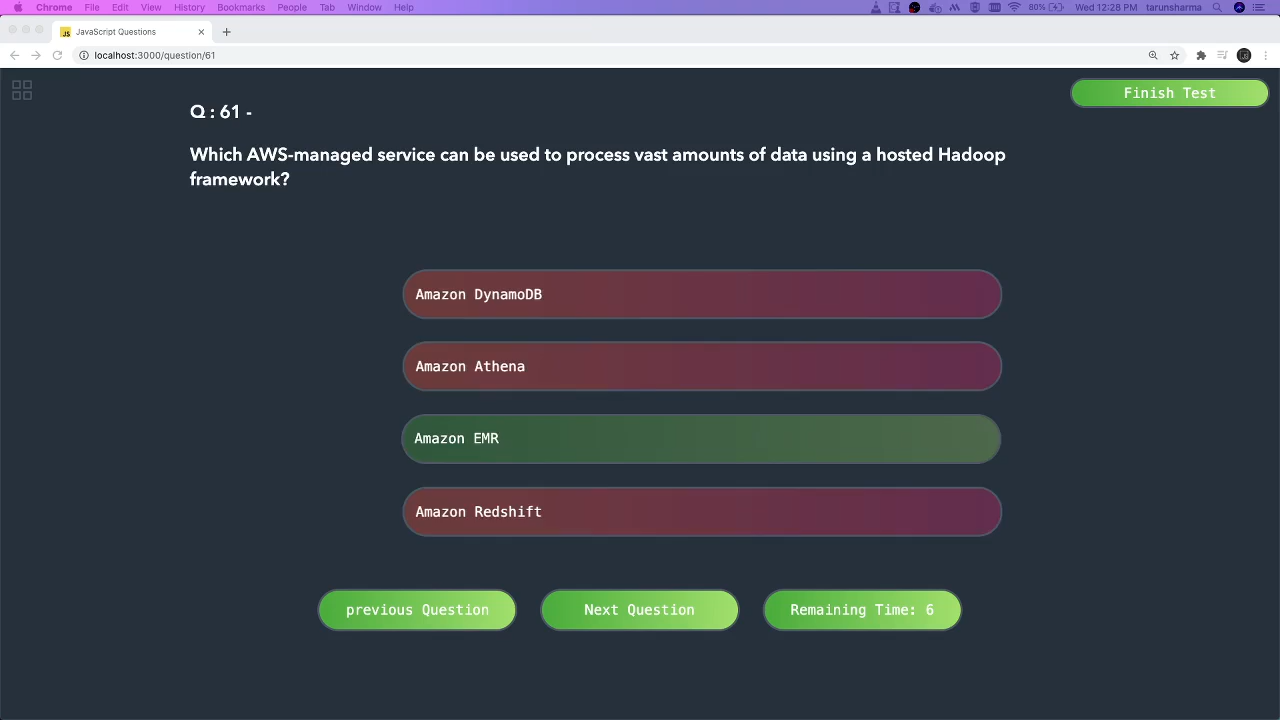 Chrome File Edit View History Bookmarks People Tab Window Help 80% Wed 12:28 PM tarunsharma
JS JavaScript Questions
localhost:3000/question/61
Finish Test
Q : 61 -
Which AWS-managed service can be used to process vast amounts of data using a hosted Hadoop
framework?
Amazon DynamoDB
Amazon Athena
Amazon EMR
Amazon Redshift
previous Question Next Question Remaining Time: 6